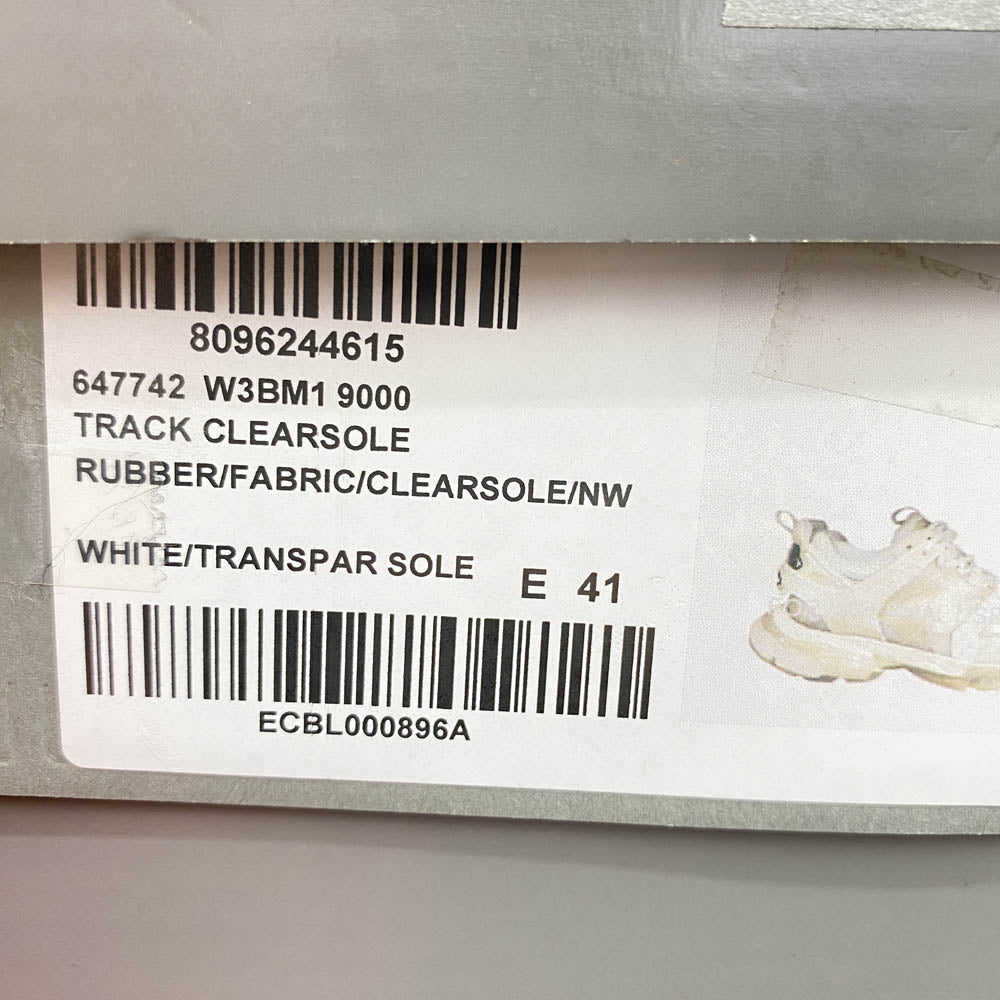 8096244615
647742 W3BM1 9000
TRACK CLEARSOLE
RUBBER/FABRIC/CLEARSOLE/NW
WHITE/TRANSPAR SOLE
E 41
ECBL000896A